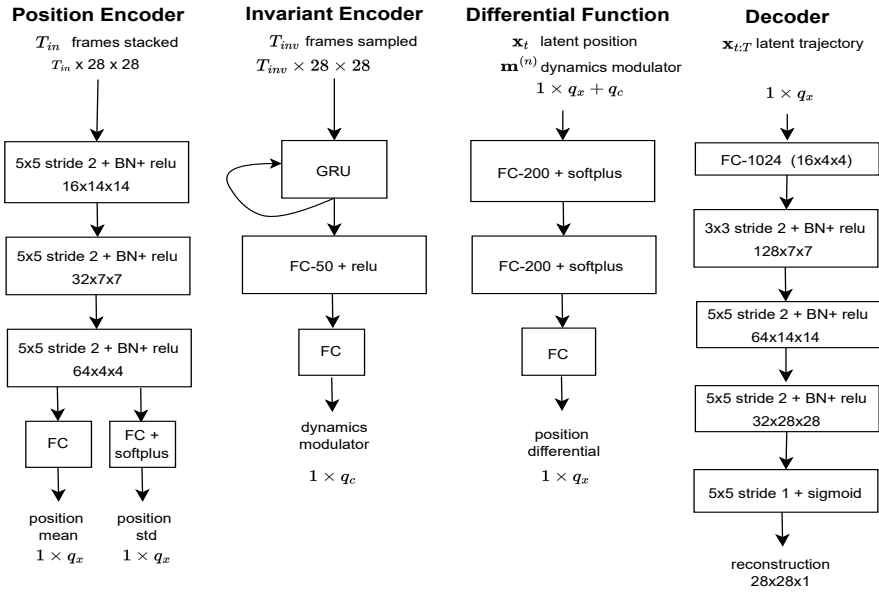 Position Encoder
T_in frames stacked
T_in x 28 x 28
5x5 stride 2 + BN+ relu
16x14x14
5x5 stride 2 + BN+ relu
32x7x7
5x5 stride 2 + BN+ relu
64x4x4
FC
FC +
softplus
position
mean
1 × q_x
position
std
1 × q_x
Invariant Encoder
T_inv frames sampled
T_inv × 28 × 28
GRU
FC-50 + relu
FC
dynamics
modulator
1 × q_c
Differential Function
x_t latent position
m^(n) dynamics modulator
1 × q_x + q_c
FC-200 + softplus
FC-200 + softplus
FC
position
differential
1 × q_x
Decoder
x_t:T latent trajectory
1 × q_x
FC-1024 (16x4x4)
3x3 stride 2 + BN+ relu
128x7x7
5x5 stride 2 + BN+ relu
64x14x14
5x5 stride 2 + BN+ relu
32x28x28
5x5 stride 1 + sigmoid
reconstruction
28x28x1